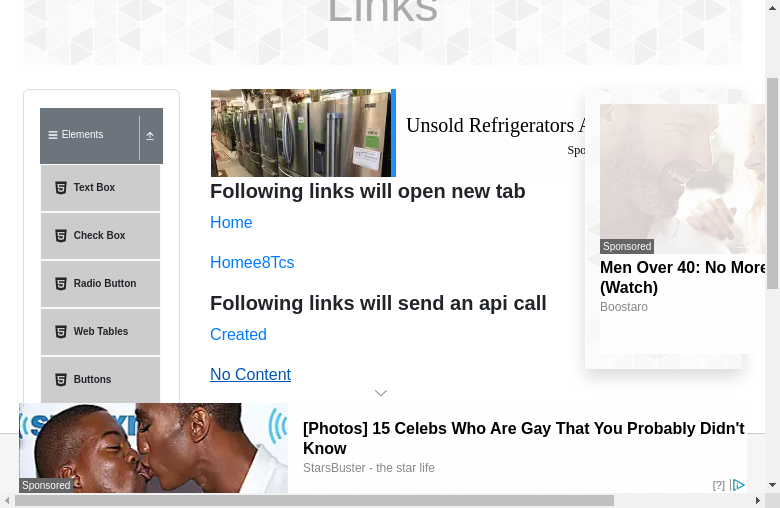 Links
Elements
Text Box
Check Box
Radio Button
Web Tables
Buttons
Unsold Refrigerators
Spo
Following links will open new tab
Home
Homee8Tcs
Following links will send an api call
Created
No Content
Sponsored
Men Over 40: No More
(Watch)
Boostaro
[Photos] 15 Celebs Who Are Gay That You Probably Didn't
Know
StarsBuster - the star life
Sponsored
[?]